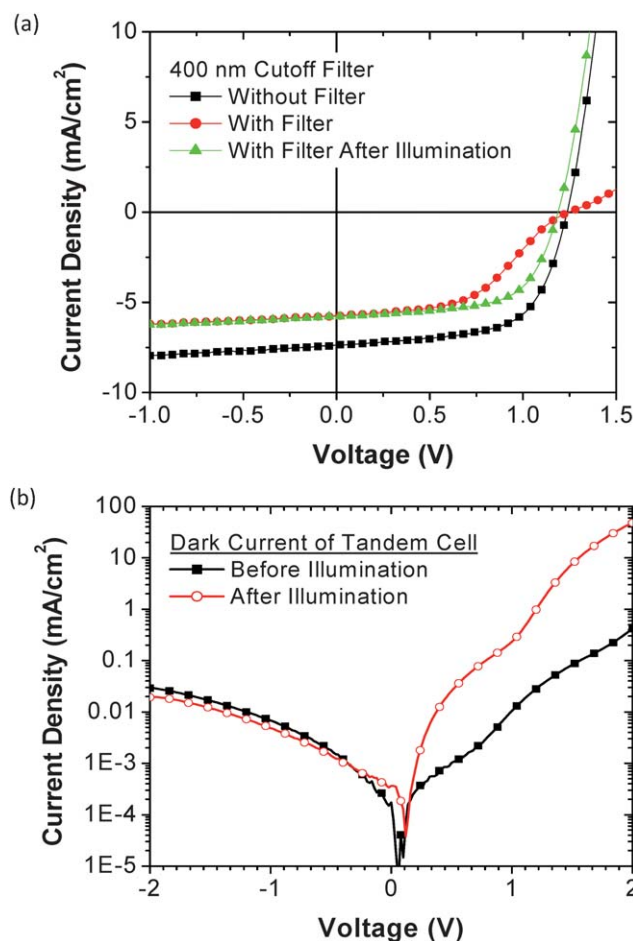 (a)
10
5
0
-5
-10
Current Density (mA/cm²)
400 nm Cutoff Filter
Without Filter
With Filter
With Filter After Illumination
-1.0 -0.5 0.0 0.5 1.0 1.5
Voltage (V)
(b)
100
10
1
0.1
0.01
1E-3
1E-4
1E-5
Current Density (mA/cm²)
Dark Current of Tandem Cell
Before Illumination
After Illumination
-2 -1 0 1 2
Voltage (V)